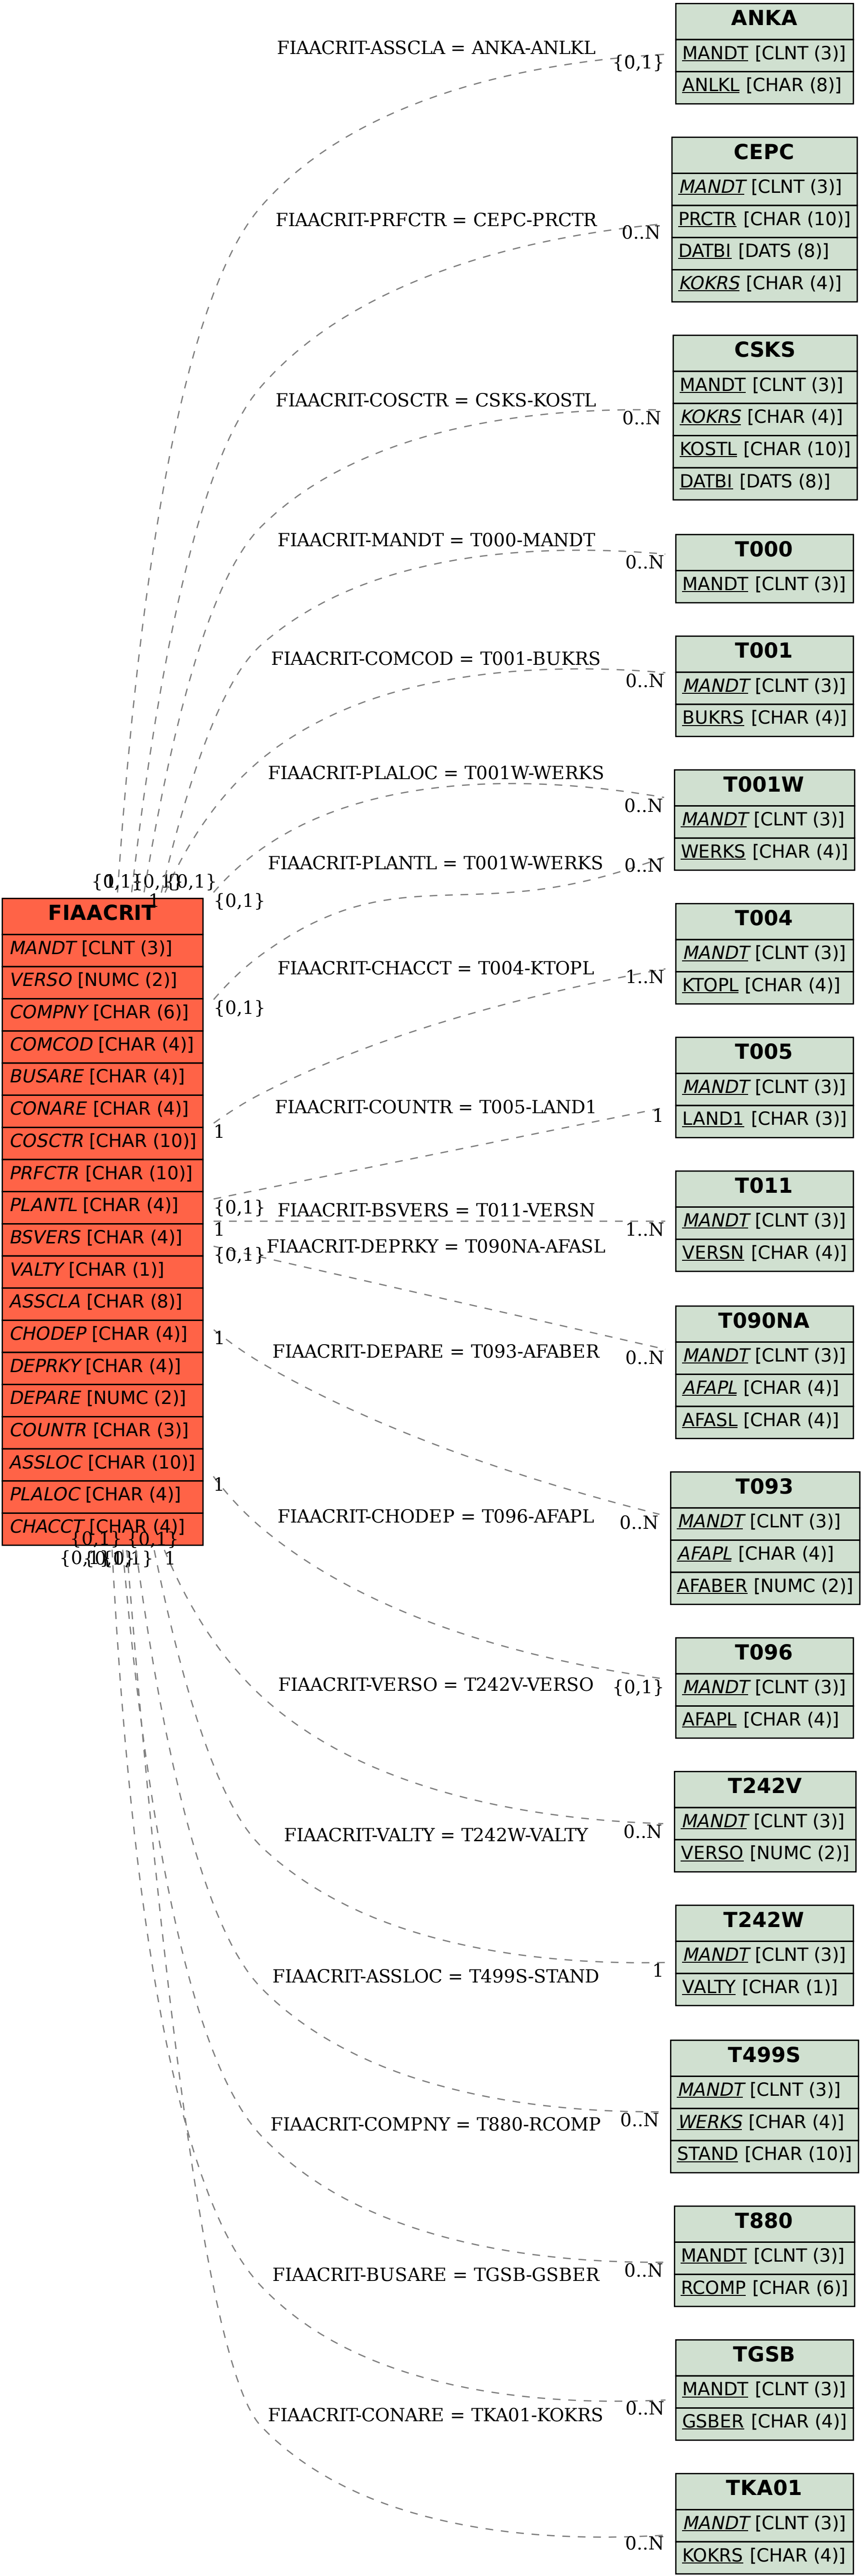 ANKA
FIAACRIT-ASSCLA = ANKA-ANLKL
MANDT [CLNT (3)]
{0,1}
ANLKL [CHAR (8)]
CEPC
MANDT [CLNT (3)]
FIAACRIT-PRFCTR = CEPC-PRCTR
PRCTR [CHAR (10)]
0..N
DATBI [DATS (8)]
KOKRS [CHAR (4)]
CSKS
MANDT [CLNT (3)]
FIAACRIT-COSCTR = CSKS-KOSTL
KOKRS [CHAR (4)]
0..N
KOSTL [CHAR (10)]
DATBI [DATS (8)]
FIAACRIT-MANDT = T000-MANDT
T000
0..N
MANDT [CLNT (3)]
T001
FIAACRIT-COMCOD = T001-BUKRS
0..N
MANDT [CLNT (3)]
BUKRS [CHAR (4)]
FIAACRIT-PLALOC = T001W-WERKS
T001W
0..N
MANDT [CLNT (3)]
WERKS [CHAR (4)]
FIAACRIT-PLANTL = T001W-WERKS
0..N
{0,1}
1
{0,1}
FIAACRIT
T004
MANDT [CLNT (3)]
FIAACRIT-CHACCT = T004-KTOPL
MANDT [CLNT (3)]
VERSO [NUMC (2)]
1..N
KTOPL [CHAR (4)]
COMPNY [CHAR (6)]
{0,1}
COMCOD [CHAR (4)]
T005
BUSARE [CHAR (4)]
MANDT [CLNT (3)]
CONARE [CHAR (4)]
FIAACRIT-COUNTR = T005-LAND1
1
LAND1 [CHAR (3)]
COSCTR [CHAR (10)]
1
PRFCTR [CHAR (10)]
T011
PLANTL [CHAR (4)]
{0,1}
FIAACRIT-BSVERS = T011-VERSN
MANDT [CLNT (3)]
BSVERS [CHAR (4)]
1
1..N
VERSN [CHAR (4)]
{0,1}
FIAACRIT-DEPRKY = T090NA-AFASL
VALTY [CHAR (1)]
ASSCLA [CHAR (8)]
T090NA
CHODEP [CHAR (4)]
1
FIAACRIT-DEPARE = T093-AFABER
0..N
MANDT [CLNT (3)]
DEPRKY [CHAR (4)]
AFAPL [CHAR (4)]
DEPARE [NUMC (2)]
AFASL [CHAR (4)]
COUNTR [CHAR (3)]
ASSLOC [CHAR (10)]
1
T093
PLALOC [CHAR (4)]
FIAACRIT-CHODEP = T096-AFAPL
0..N
MANDT [CLNT (3)]
CHACCT [CHAR (4)]
{0,1}
{0,1}
1
AFAPL [CHAR (4)]
AFABER [NUMC (2)]
T096
FIAACRIT-VERSO = T242V-VERSO
{0,1}
MANDT [CLNT (3)]
AFAPL [CHAR (4)]
T242V
FIAACRIT-VALTY = T242W-VALTY
0..N
MANDT [CLNT (3)]
VERSO [NUMC (2)]
T242W
MANDT [CLNT (3)]
FIAACRIT-ASSLOC = T499S-STAND
1
VALTY [CHAR (1)]
T499S
MANDT [CLNT (3)]
FIAACRIT-COMPNY = T880-RCOMP
0..N
WERKS [CHAR (4)]
STAND [CHAR (10)]
T880
MANDT [CLNT (3)]
FIAACRIT-BUSARE = TGSB-GSBER
0..N
RCOMP [CHAR (6)]
TGSB
MANDT [CLNT (3)]
FIAACRIT-CONARE = TKA01-KOKRS
0..N
GSBER [CHAR (4)]
TKA01
MANDT [CLNT (3)]
0..N
KOKRS [CHAR (4)]